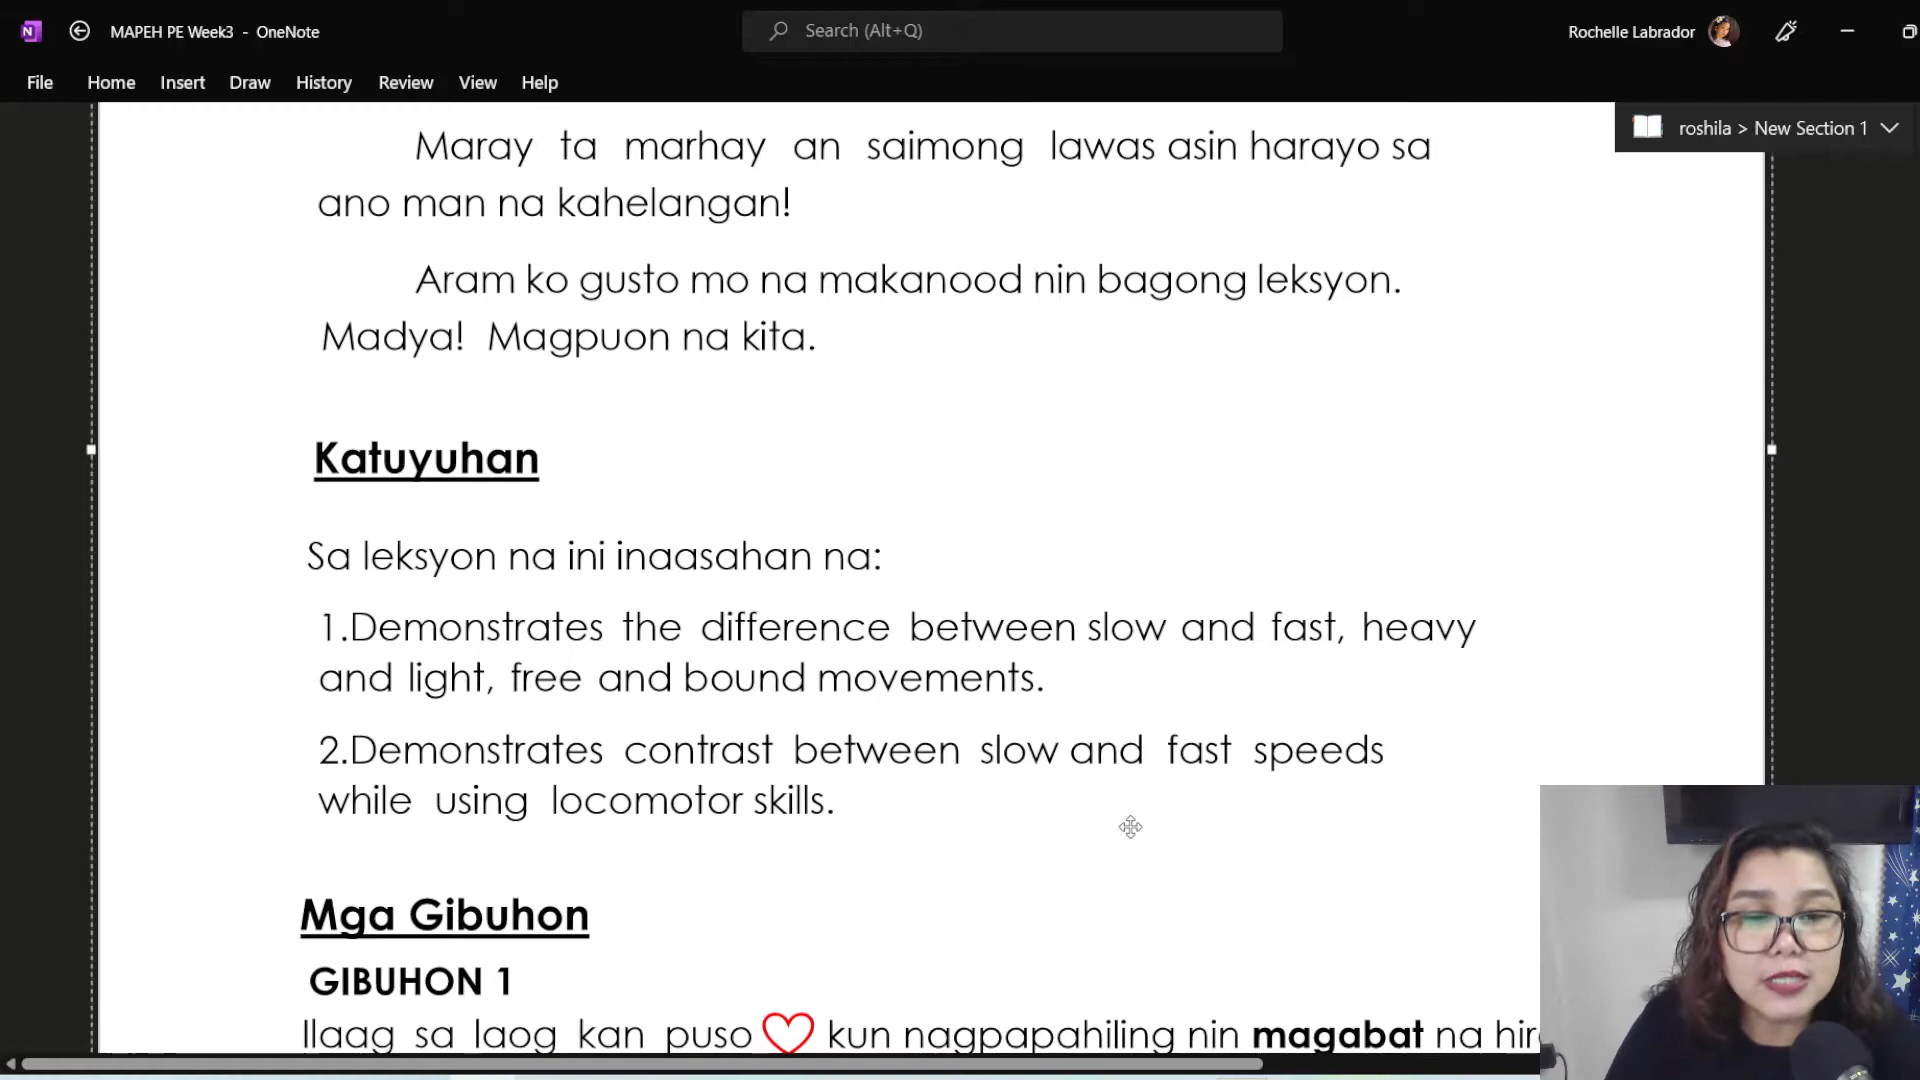 MAPEH PE Week3 - OneNote
Search (Alt+Q)
Rochelle Labrador
File Home Insert Draw History Review View Help
roshila > New Section 1
Maray ta marhay an saimong lawas asin harayo sa
ano man na kahelangan!
Aram ko gusto mo na makanood nin bagong leksyon.
Madya! Magpuon na kita.
Katuyuhan
Sa leksyon na ini inaasahan na:
1.Demonstrates the difference between slow and fast, heavy
and light, free and bound movements.
2.Demonstrates contrast between slow and fast speeds
while using locomotor skills.
Mga Gibuhon
GIBUHON 1
Ilaag sa laog kan puso kun nagpapahiling nin magabat na